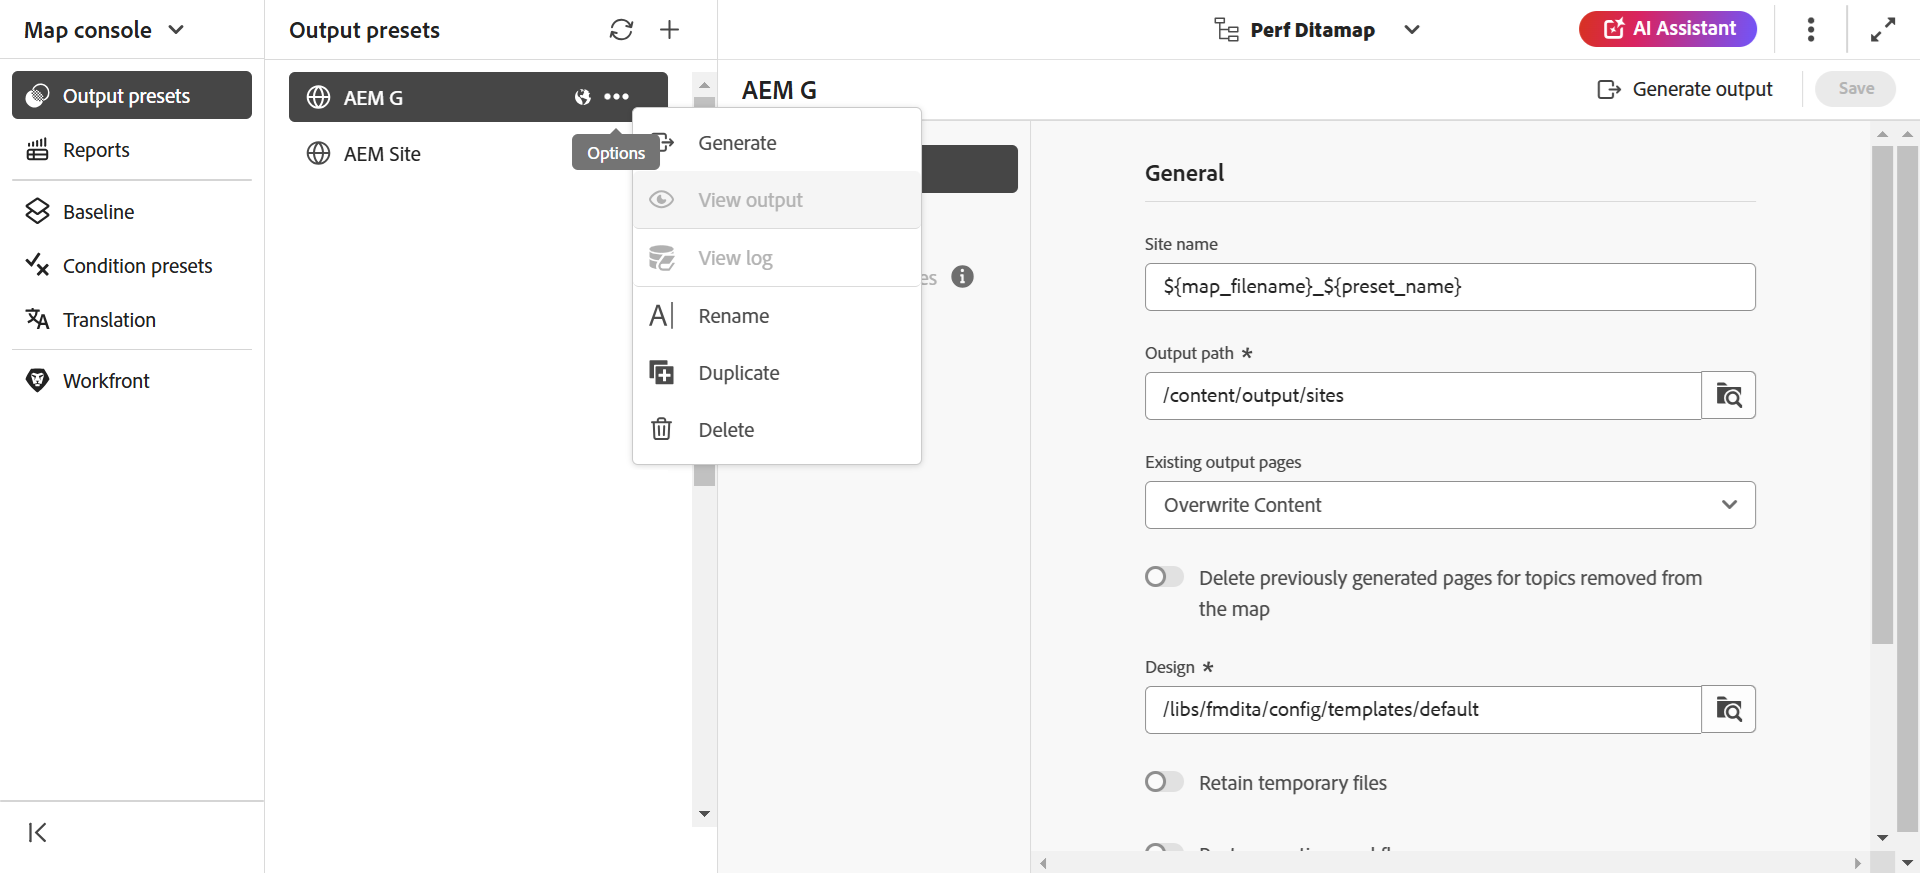 Map console
Output presets
Reports
Baseline
Condition presets
Translation
Workfront
Output presets
AEM G
AEM Site
Options
Generate
View output
View log
Rename
Duplicate
Delete
Perf Ditamap
AI Assistant
AEM G
Generate output
Save
General
Site name
${map_filename}_${preset_name}
Output path *
/content/output/sites
Existing output pages
Overwrite Content
Delete previously generated pages for topics removed from
the map
Design *
/libs/fmdita/config/templates/default
Retain temporary files